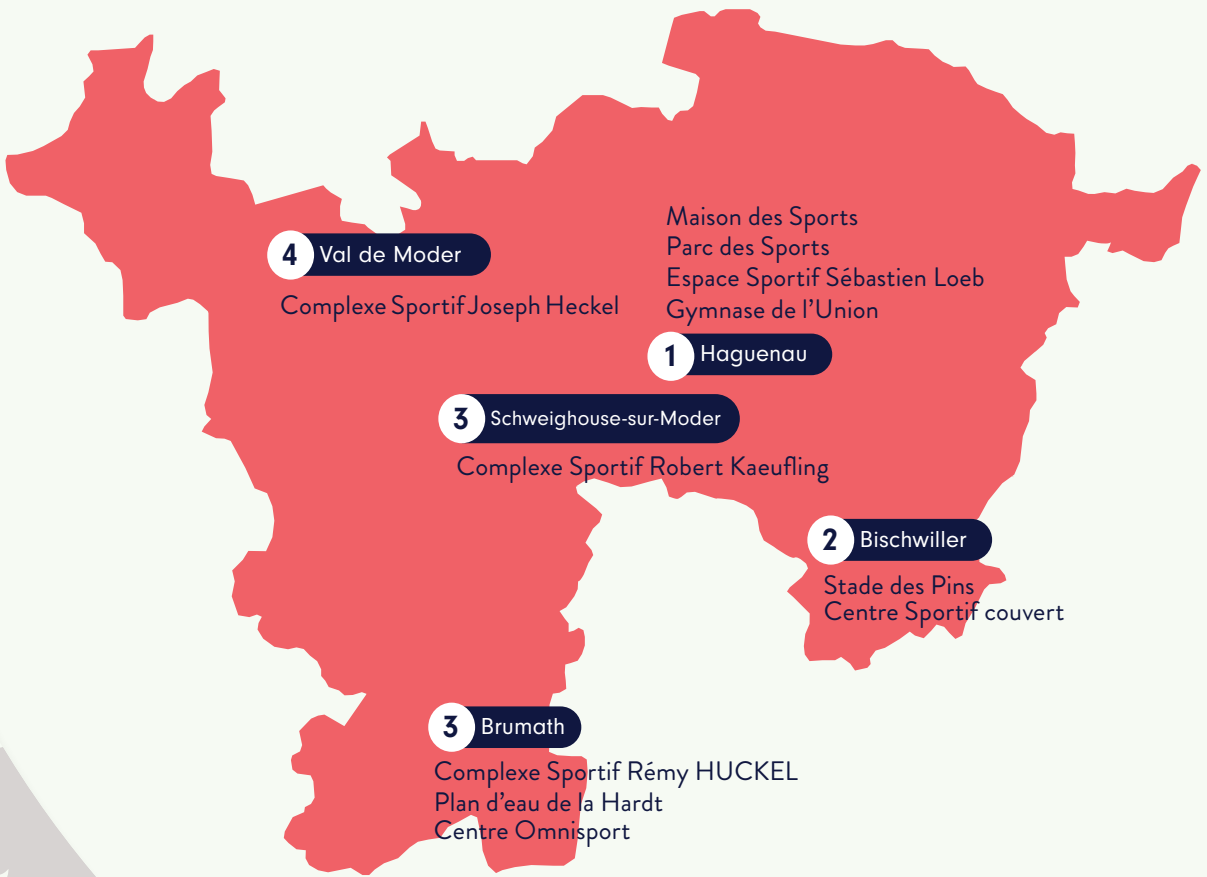 Maison des Sports
Parc des Sports
Espace Sportif Sébastien Loeb
Gymnase de l'Union
1 Haguenau
4 Val de Moder
Complexe Sportif Joseph Heckel
3 Schweighouse-sur-Moder
Complexe Sportif Robert Kaeufling
2 Bischwiller
Stade des Pins
Centre Sportif couvert
3 Brumath
Complexe Sportif Rémy HUCKEL
Plan d'eau de la Hardt
Centre Omnisport